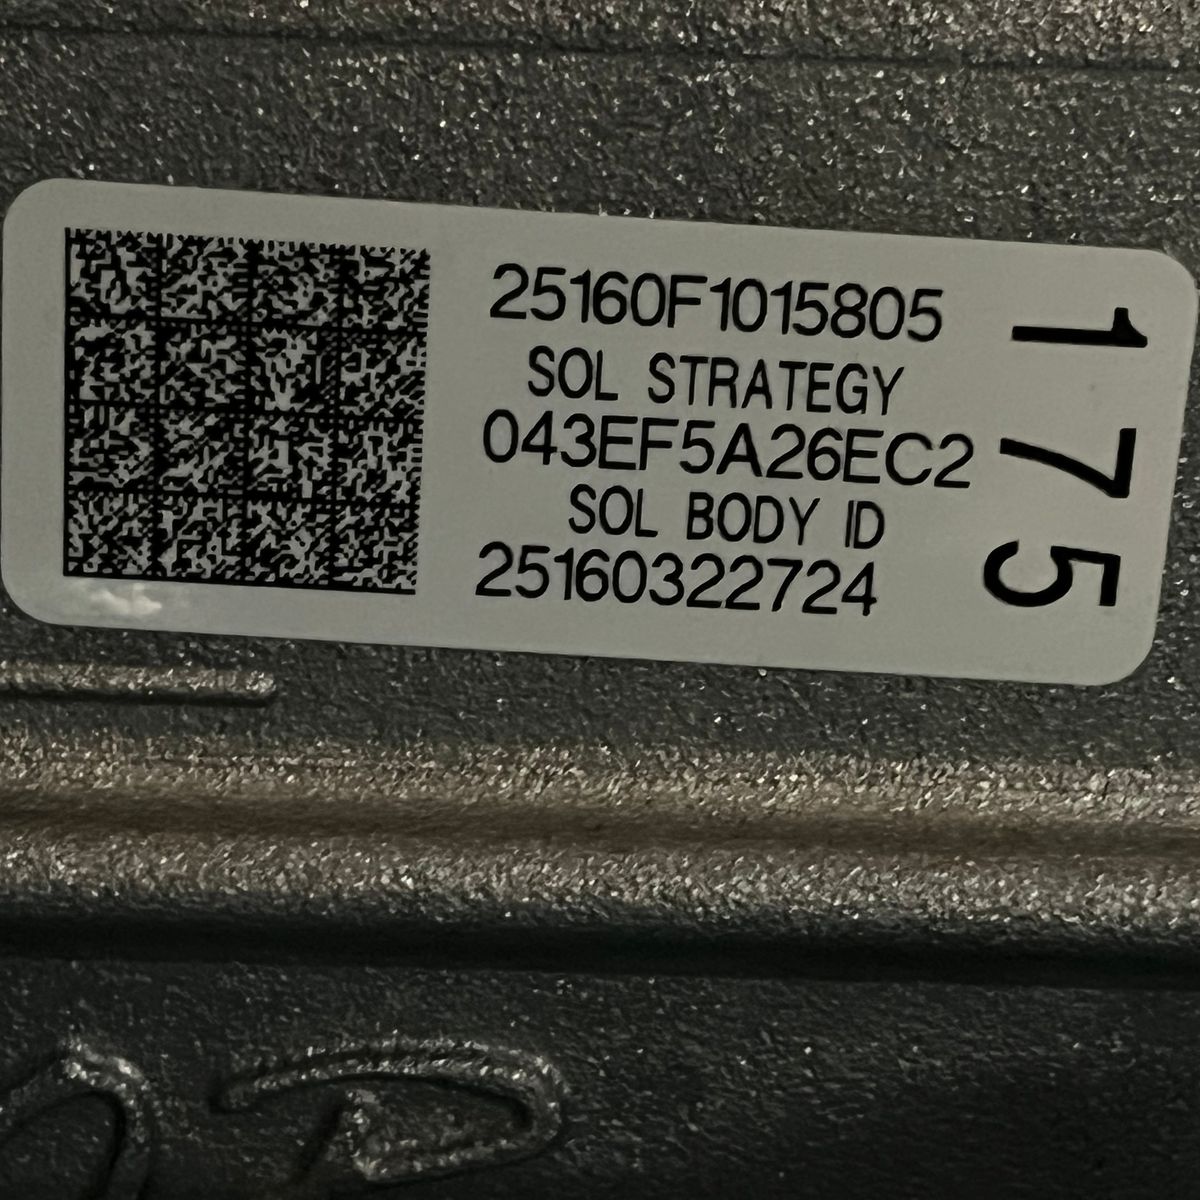 25160F1015805
SOL STRATEGY
043EF5A26EC2
SOL BODY ID
25160322724
175